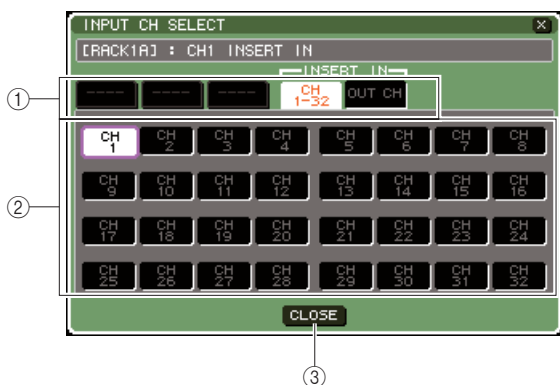 INPUT CH SELECT
[RACK1A] : CH1 INSERT IN
INSERT IN
---- ---- ---- CH 1-32 OUT CH
CH 1 CH 2 CH 3 CH 4 CH 5 CH 6 CH 7 CH 8
CH 9 CH 10 CH 11 CH 12 CH 13 CH 14 CH 15 CH 16
CH 17 CH 18 CH 19 CH 20 CH 21 CH 22 CH 23 CH 24
CH 25 CH 26 CH 27 CH 28 CH 29 CH 30 CH 31 CH 32
CLOSE
1
2
3